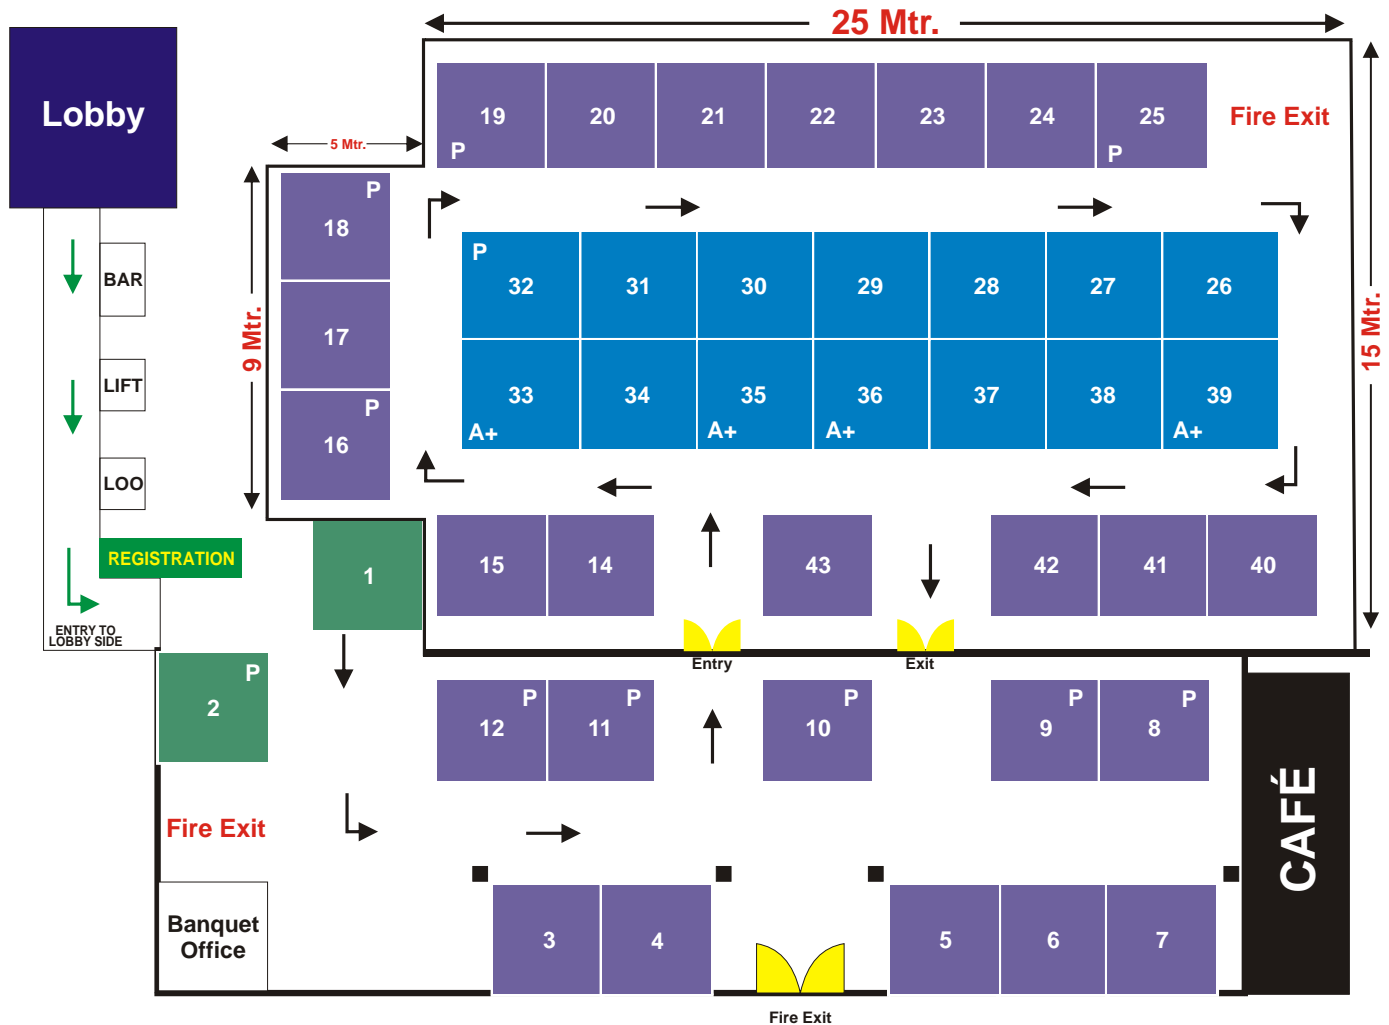 25 Mtr.
Lobby
19
20
21
22
23
24
25
Fire Exit
P
P
5 Mtr.
P
18
17
P
16
9 Mtr.
15 Mtr.
P
32
31
30
29
28
27
26
33
34
35
36
37
38
39
A+
A+
A+
A+
BAR
LIFT
LOO
REGISTRATION
ENTRY TO
LOBBY SIDE
1
15
14
43
42
41
40
Entry
Exit
P
2
12
P
11
P
10
P
9
P
8
P
CAFÉ
Fire Exit
Banquet
Office
3
4
5
6
7
Fire Exit